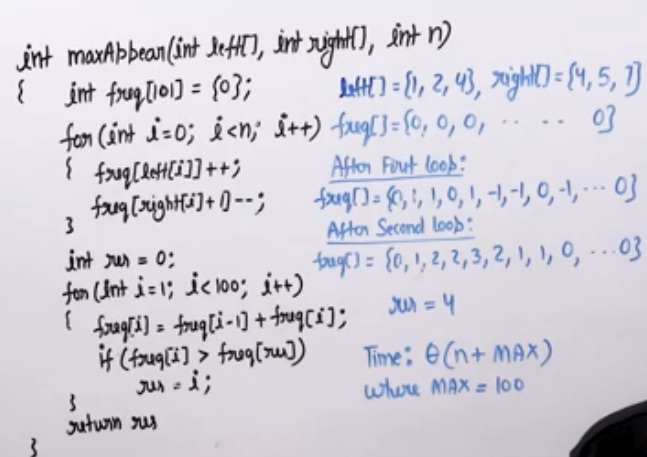 int maxAppear(int left[], int right[], int n)
{ int freq[101] = {0};
for (int i=0; i<n; i++)
{ freq[left[i]]++;
freq[right[i]+1]--;
}
int res = 0;
for (int i=1; i<100; i++)
{ freq[i] = freq[i-1] + freq[i];
if (freq[i] > freq[res])
res = i;
}
return res
}
left[] = {1, 2, 4}, right[] = {4, 5, 7}
freq[] = {0, 0, 0, .. .. 0}
After First loop:
freq[] = {0, 1, 1, 0, 1, -1, -1, 0, -1, ... 0}
After Second loop:
freq[] = {0, 1, 2, 2, 3, 2, 1, 1, 0, ...0}
res = 4
Time: θ(n + MAX)
where MAX = 100